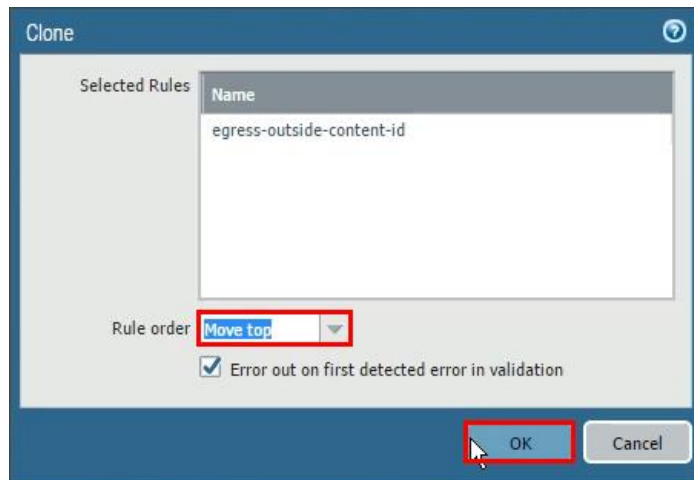 Clone
Selected Rules
Name
egress-outside-content-id
Rule order
Move top
Error out on first detected error in validation
OK
Cancel